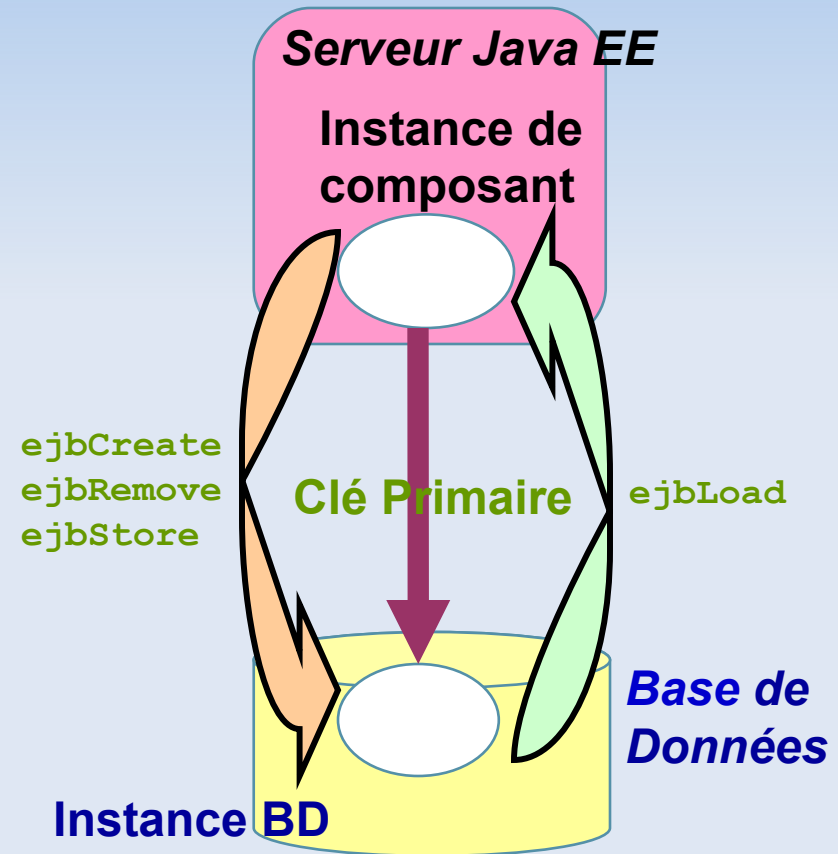 Serveur Java EE
Instance de
composant
ejbCreate
ejbRemove
ejbStore
Clé Primaire
ejbLoad
Base de
Données
Instance BD